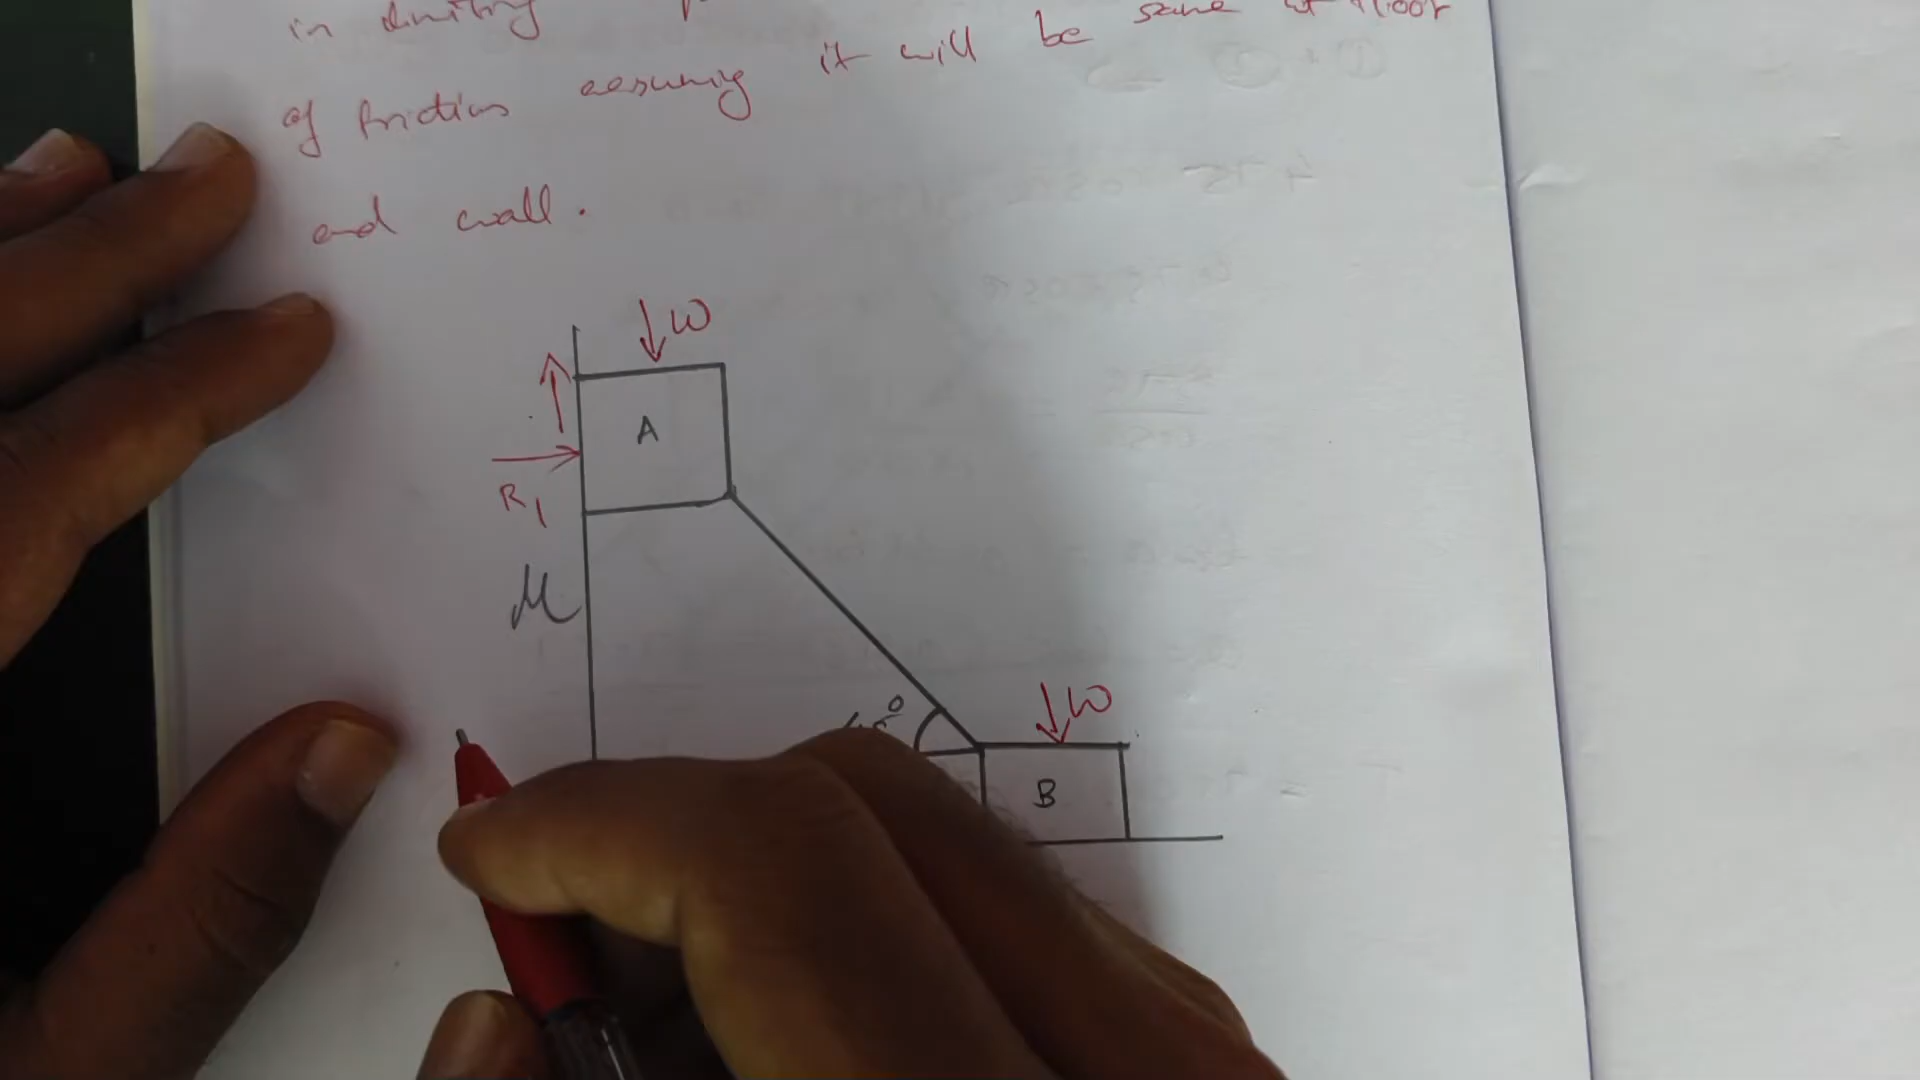 in limiting
same at floor
of friction assuming it will be
and wall.
↓W
A
R1
μ
↓W
B